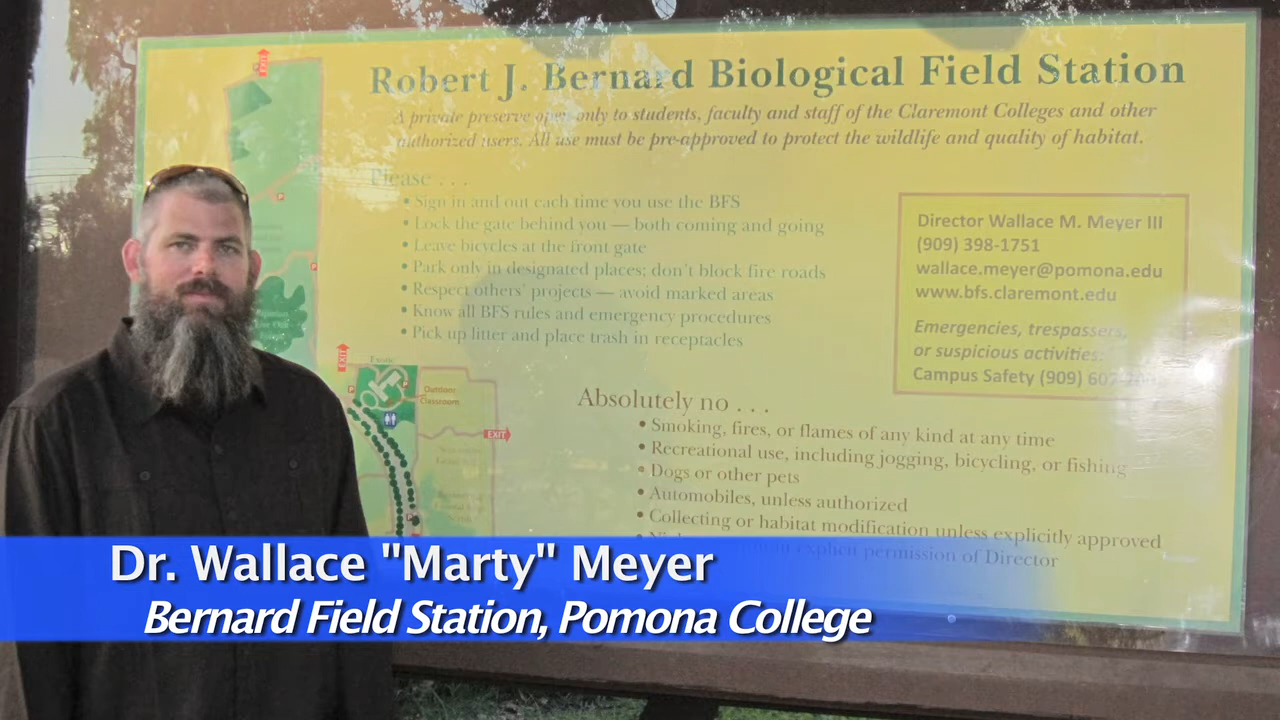 Robert J. Bernard Biological Field Station
A private preserve open only to students, faculty and staff of the Claremont Colleges and other
authorized users. All use must be pre-approved to protect the wildlife and quality of habitat.
Please . . .
• Sign in and out each time you use the BFS
• Lock the gate behind you — both coming and going
• Leave bicycles at the front gate
• Park only in designated places; don't block fire roads
• Respect others' projects — avoid marked areas
• Know all BFS rules and emergency procedures
• Pick up litter and place trash in receptacles
Director Wallace M. Meyer III
(909) 398-1751
wallace.meyer@pomona.edu
www.bfs.claremont.edu
Emergencies, trespassers,
or suspicious activities:
Campus Safety (909)
Absolutely no . . .
• Smoking, fires, or flames of any kind at any time
• Recreational use, including jogging, bicycling, or fishing
• Dogs or other pets
• Automobiles, unless authorized
• Collecting or habitat modification unless explicitly approved
explicit permission of Director
EXIT
P
P
EXIT
Exotic
P
P
Outdoor
Classroom
EXIT
P
Dr. Wallace "Marty" Meyer
Bernard Field Station, Pomona College